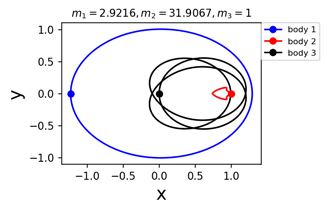 m₁ = 2.9216, m₂ = 31.9067, m₃ = 1
body 1
body 2
body 3
y
1.0
0.5
0.0
−0.5
−1.0
−1.0 −0.5 0.0 0.5 1.0
x